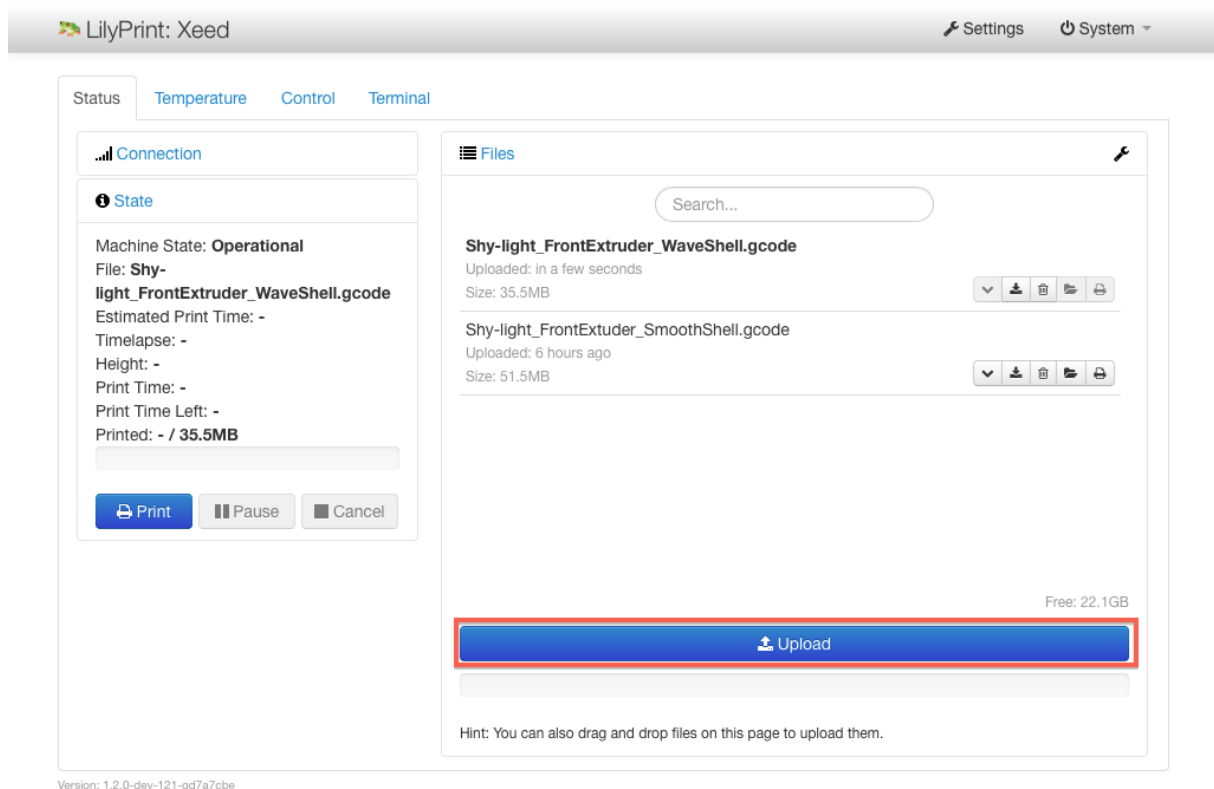 LilyPrint: Xeed
Settings
System
Status
Temperature
Control
Terminal
Connection
State
Machine State: Operational
File: Shy-
light_FrontExtruder_WaveShell.gcode
Estimated Print Time: -
Timelapse: -
Height: -
Print Time: -
Print Time Left: -
Printed: - / 35.5MB
Print
Pause
Cancel
Files
Search...
Shy-light_FrontExtruder_WaveShell.gcode
Uploaded: in a few seconds
Size: 35.5MB
Shy-light_FrontExtuder_SmoothShell.gcode
Uploaded: 6 hours ago
Size: 51.5MB
Free: 22.1GB
Upload
Hint: You can also drag and drop files on this page to upload them.
Version: 1.2.0-dev-121-gd7a7cbe